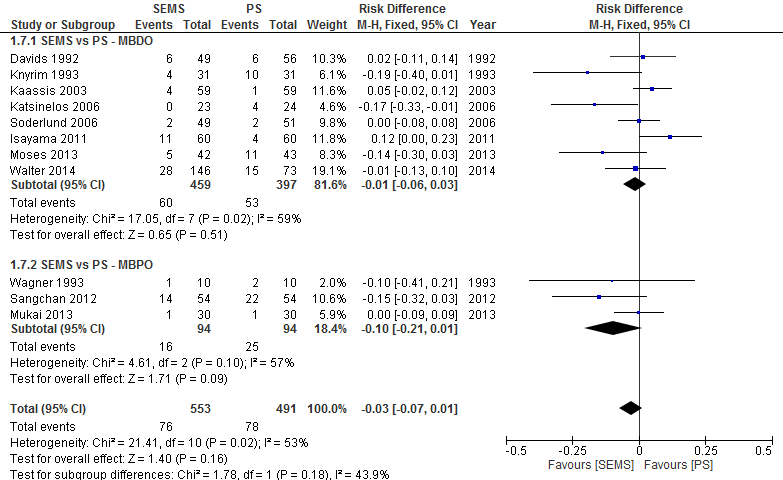 SEMS PS Risk Difference Risk Difference
Study or Subgroup Events Total Events Total Weight M-H, Fixed, 95% CI Year M-H, Fixed, 95% CI
1.7.1 SEMS vs PS - MBDO
Davids 1992 6 49 6 56 10.3% 0.02 [-0.11, 0.14] 1992
Knyrim 1993 4 31 10 31 6.1% -0.19 [-0.40, 0.01] 1993
Kaassis 2003 4 59 1 59 11.6% 0.05 [-0.02, 0.12] 2003
Katsinelos 2006 0 23 4 24 4.6% -0.17 [-0.33, -0.01] 2006
Soderlund 2006 2 49 2 51 9.8% 0.00 [-0.08, 0.08] 2006
Isayama 2011 11 60 4 60 11.8% 0.12 [0.00, 0.23] 2011
Moses 2013 5 42 11 43 8.3% -0.14 [-0.30, 0.03] 2013
Walter 2014 28 146 15 73 19.1% -0.01 [-0.13, 0.10] 2014
Subtotal (95% CI) 459 397 81.6% -0.01 [-0.06, 0.03]
Total events 60 53
Heterogeneity: Chi² = 17.05, df = 7 (P = 0.02); I² = 59%
Test for overall effect: Z = 0.65 (P = 0.51)
1.7.2 SEMS vs PS - MBPO
Wagner 1993 1 10 2 10 2.0% -0.10 [-0.41, 0.21] 1993
Sangchan 2012 14 54 22 54 10.6% -0.15 [-0.32, 0.03] 2012
Mukai 2013 1 30 1 30 5.9% 0.00 [-0.09, 0.09] 2013
Subtotal (95% CI) 94 94 18.4% -0.10 [-0.21, 0.01]
Total events 16 25
Heterogeneity: Chi² = 4.61, df = 2 (P = 0.10); I² = 57%
Test for overall effect: Z = 1.71 (P = 0.09)
Total (95% CI) 553 491 100.0% -0.03 [-0.07, 0.01]
Total events 76 78
Heterogeneity: Chi² = 21.41, df = 10 (P = 0.02); I² = 53%
Test for overall effect: Z = 1.40 (P = 0.16)
Test for subgroup differences: Chi² = 1.78, df = 1 (P = 0.18), I² = 43.9%
-0.5 -0.25 0 0.25 0.5
Favours [SEMS] Favours [PS]